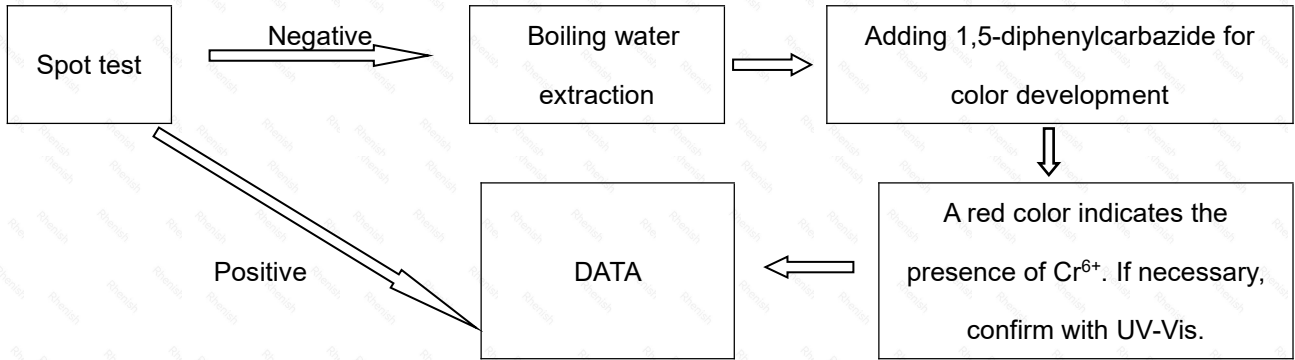 Spot test
Negative
Boiling water
extraction
Adding 1,5-diphenylcarbazide for
color development
A red color indicates the
presence of Cr⁶⁺. If necessary,
confirm with UV-Vis.
DATA
Positive